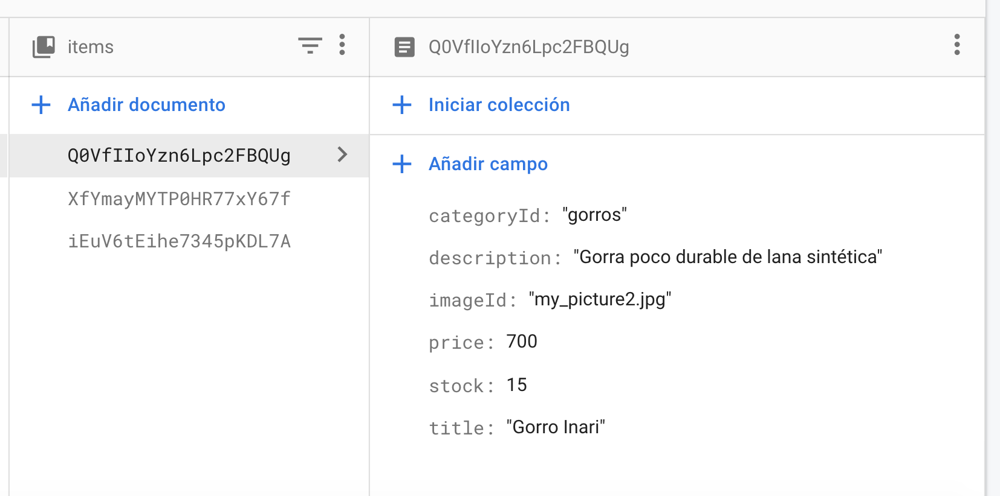 items
Añadir documento
Q0VfIIoYzn6Lpc2FBQUg
XfYmayMYTP0HR77xY67f
iEuV6tEihe7345pKDL7A
Q0VfIIoYzn6Lpc2FBQUg
Iniciar colección
Añadir campo
categoryId: "gorros"
description: "Gorra poco durable de lana sintética"
imageId: "my_picture2.jpg"
price: 700
stock: 15
title: "Gorro Inari"